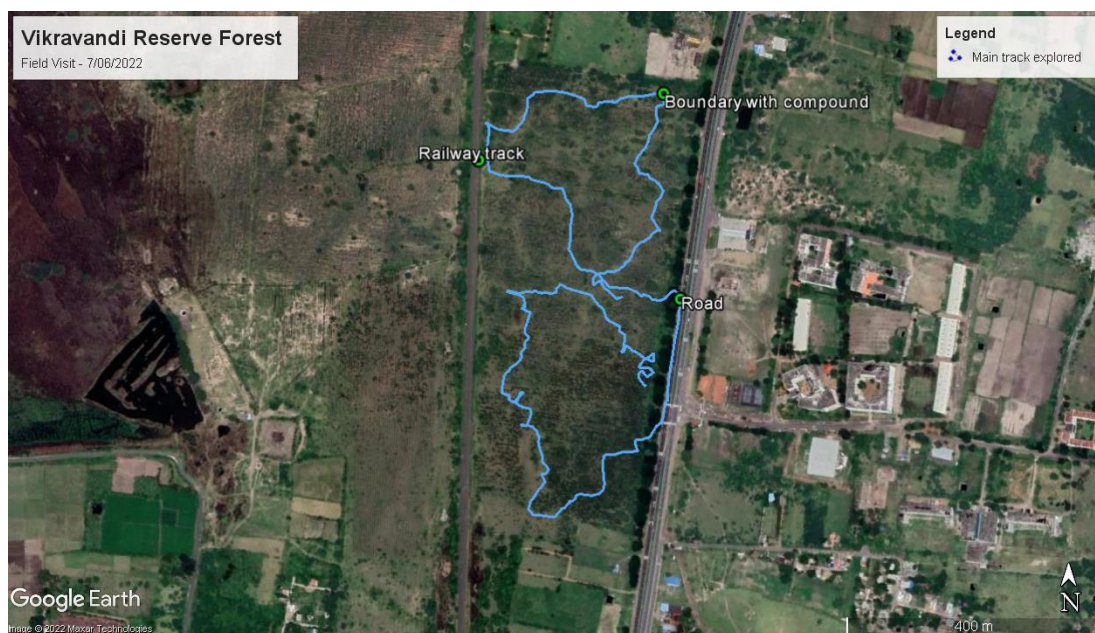 Vikravandi Reserve Forest
Field Visit - 7/06/2022
Legend
Main track explored
Boundary with compound
Railway track
Road
Google Earth
N
Image © 2022 Maxar Technologies
400 m